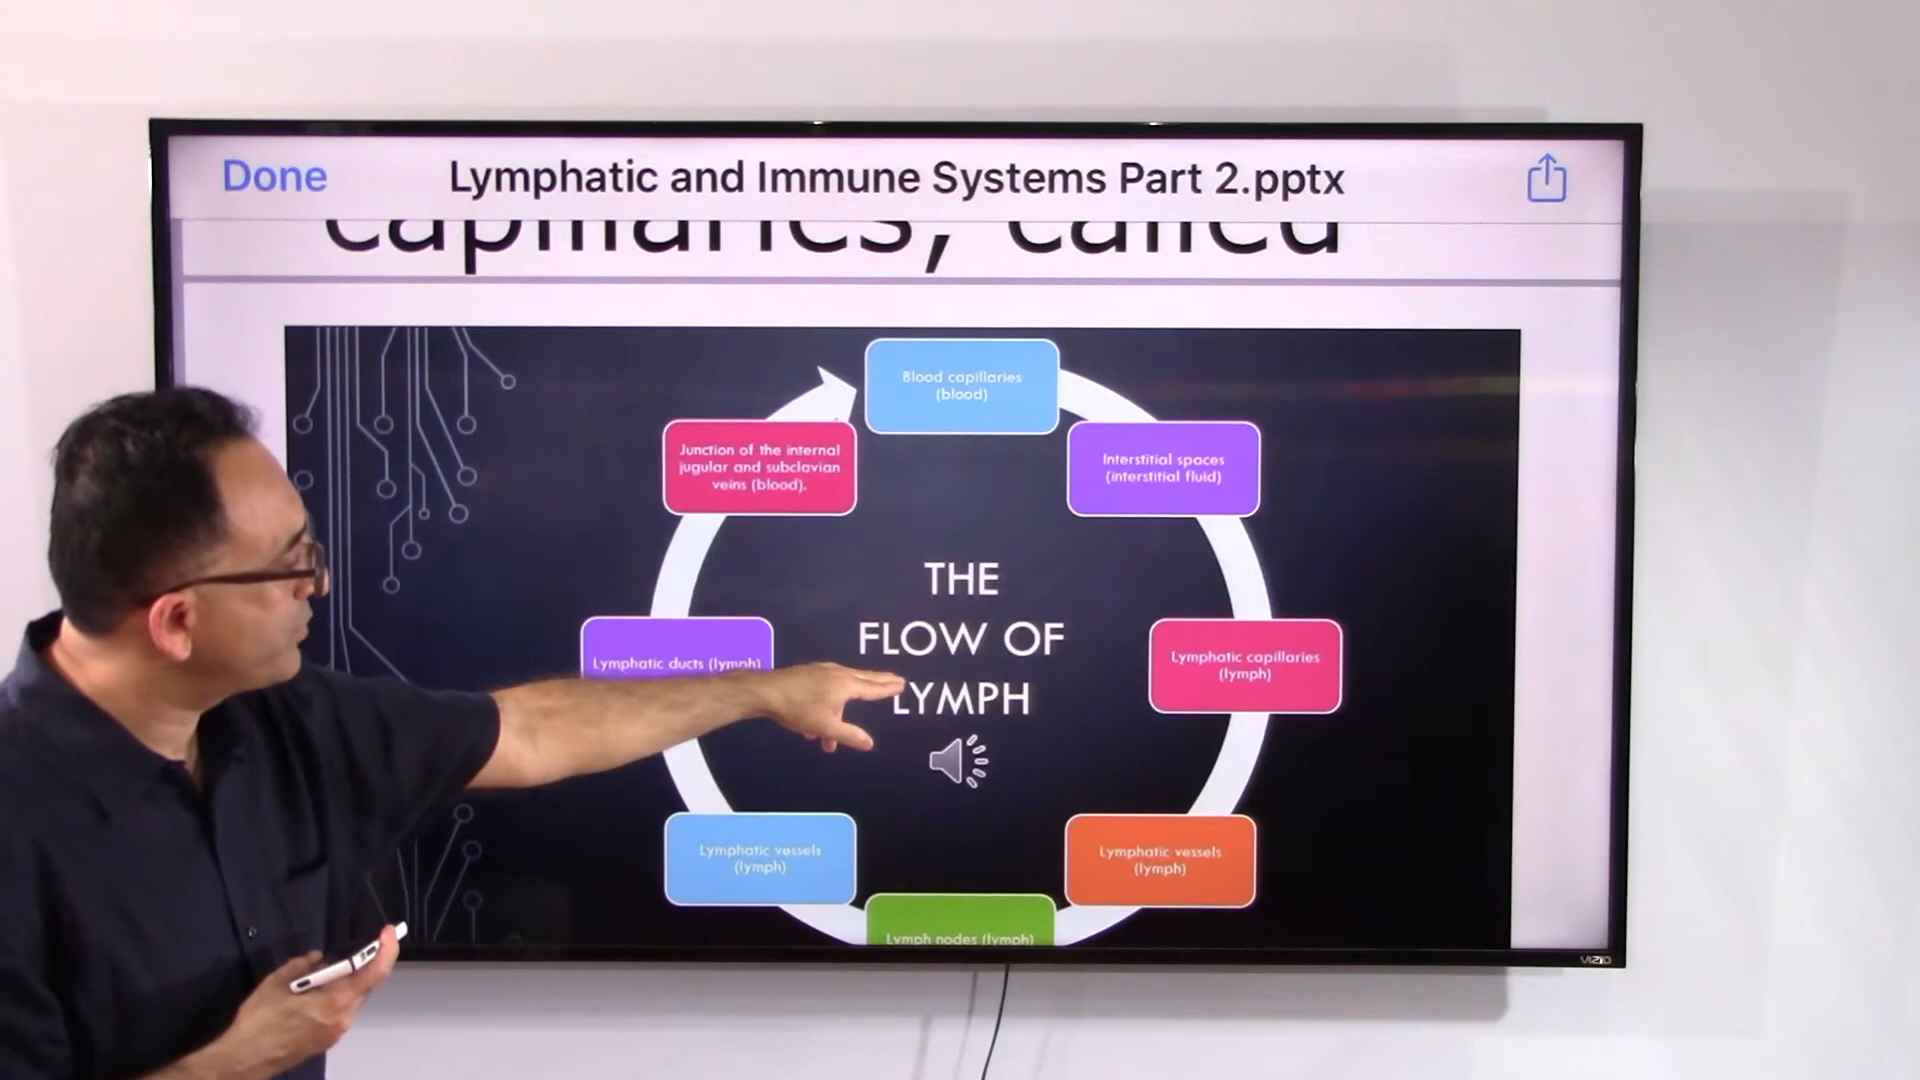 Done
Lymphatic and Immune Systems Part 2.pptx
capillaries, called
Blood capillaries
(blood)
Junction of the internal
jugular and subclavian
veins (blood).
Interstitial spaces
(interstitial fluid)
THE
FLOW OF
LYMPH
Lymphatic ducts (lymph)
Lymphatic capillaries
(lymph)
Lymphatic vessels
(lymph)
Lymphatic vessels
(lymph)
Lymph nodes (lymph)
VIZIO